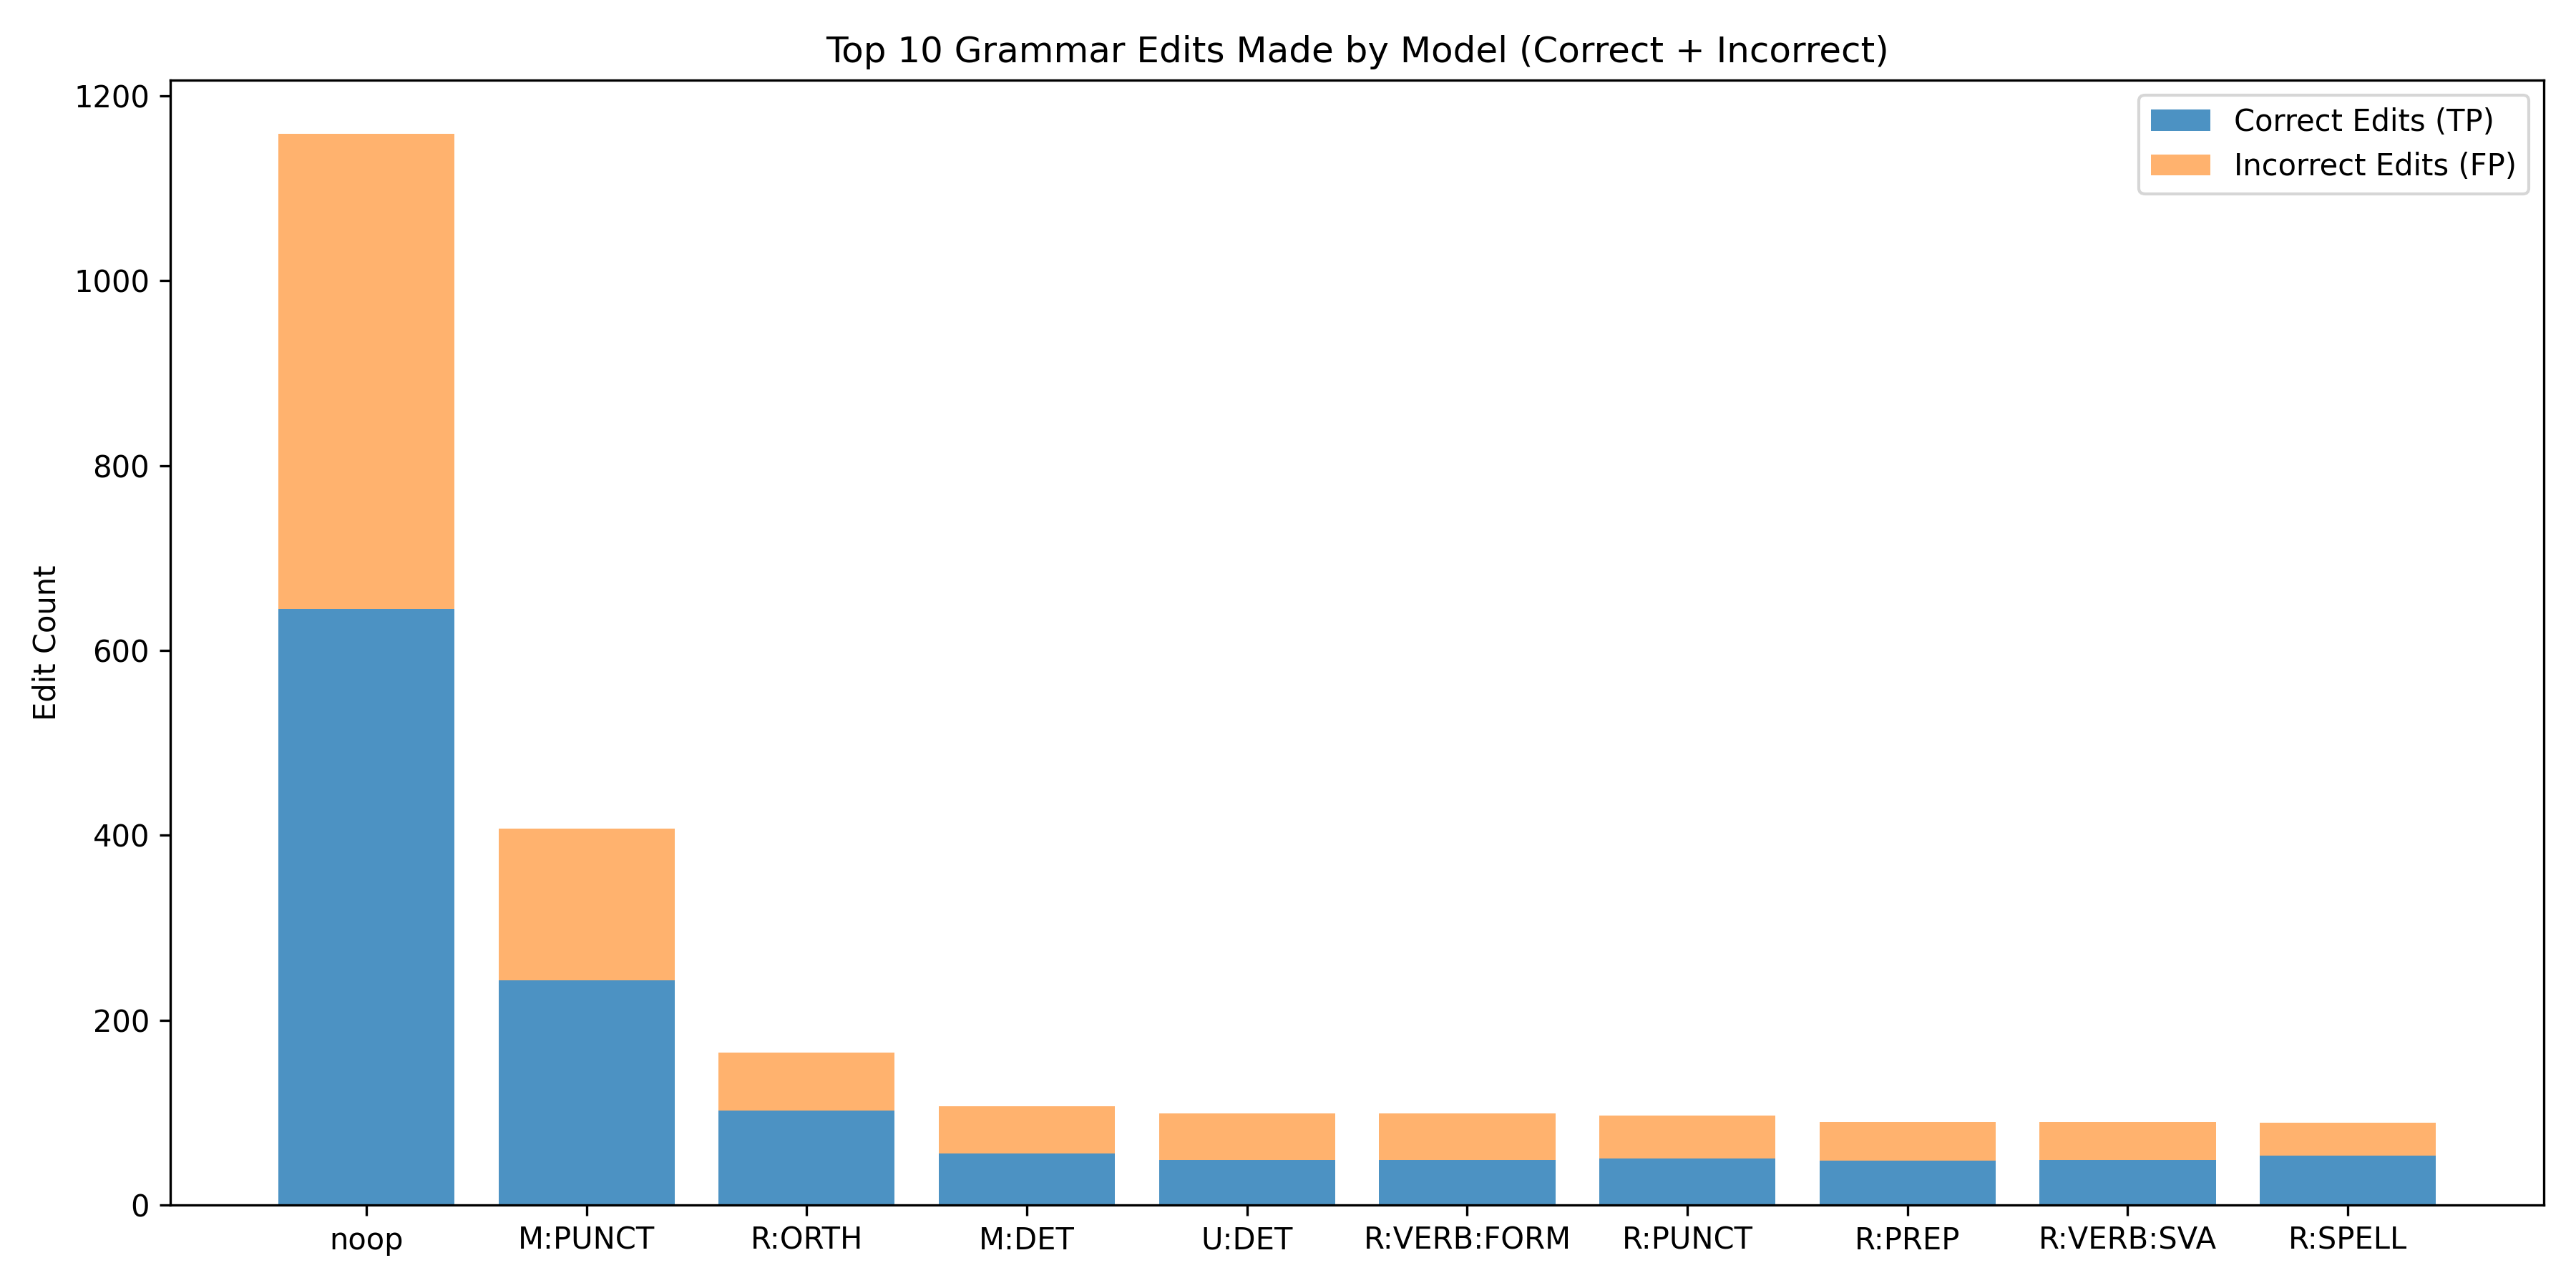 Top 10 Grammar Edits Made by Model (Correct + Incorrect)
Correct Edits (TP)
Incorrect Edits (FP)
Edit Count
1200
1000
800
600
400
200
0
noop M:PUNCT R:ORTH M:DET U:DET R:VERB:FORM R:PUNCT R:PREP R:VERB:SVA R:SPELL